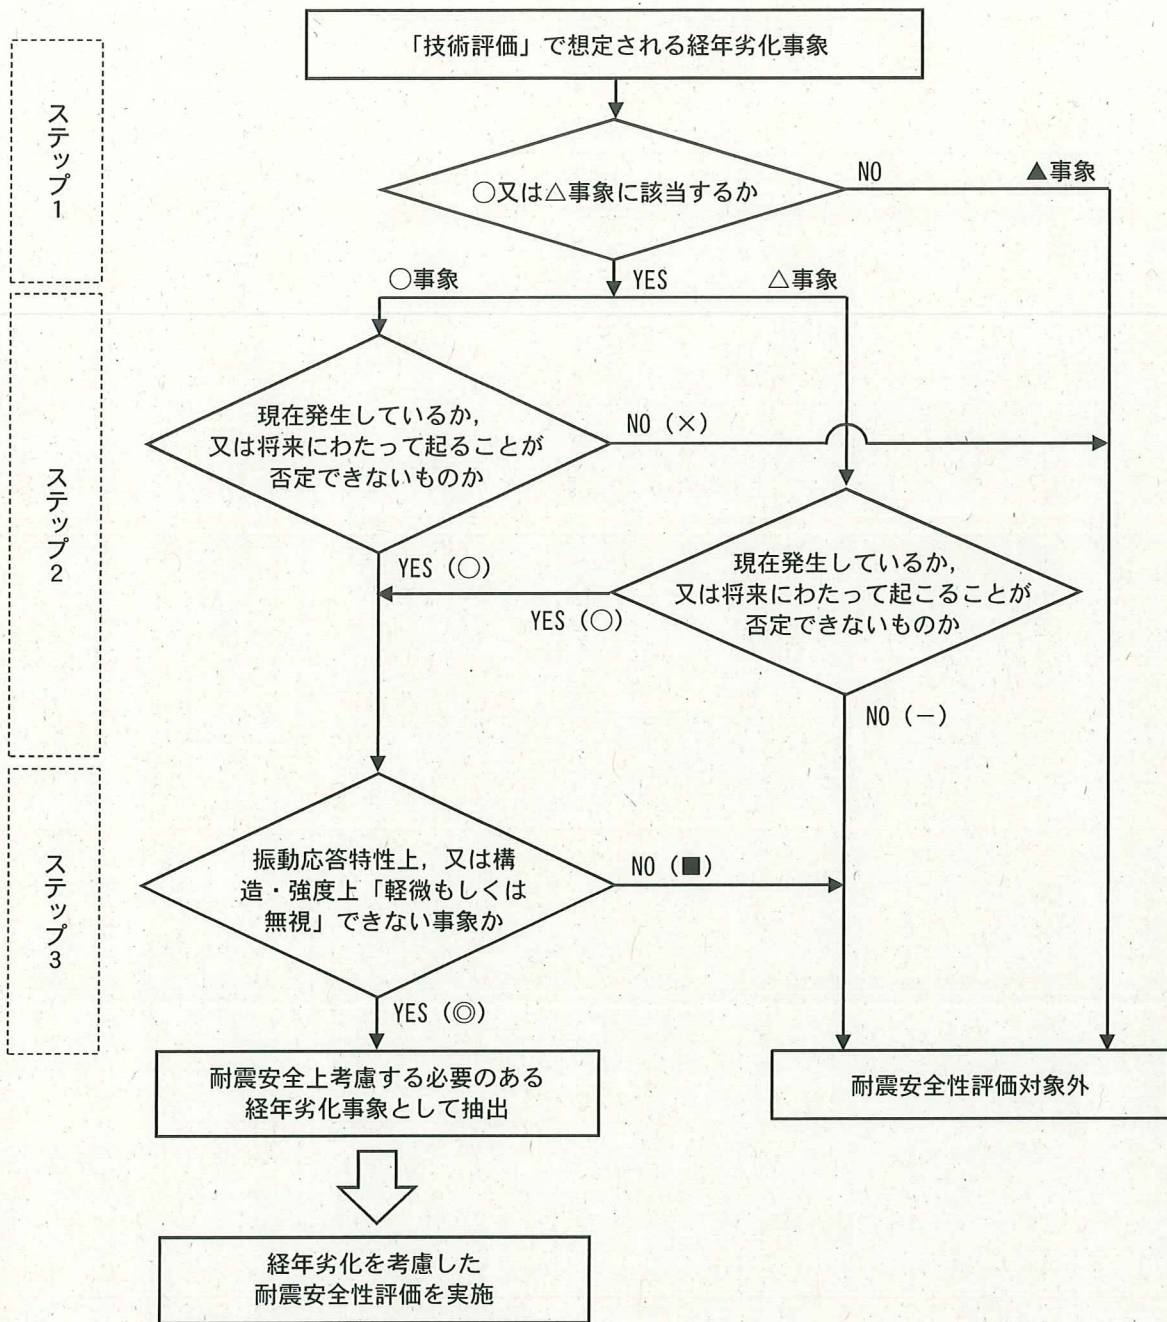 「技術評価」で想定される経年劣化事象
ステップ1
○又は△事象に該当するか
NO
▲事象
○事象
YES
△事象
ステップ2
現在発生しているか,
又は将来にわたって起ることが
否定できないものか
NO (×)
YES (○)
現在発生しているか,
又は将来にわたって起こることが
否定できないものか
YES (○)
NO (−)
ステップ3
振動応答特性上, 又は構
造・強度上「軽微もしくは
無視」できない事象か
NO (■)
YES (◎)
耐震安全上考慮する必要のある
経年劣化事象として抽出
耐震安全性評価対象外
経年劣化を考慮した
耐震安全性評価を実施